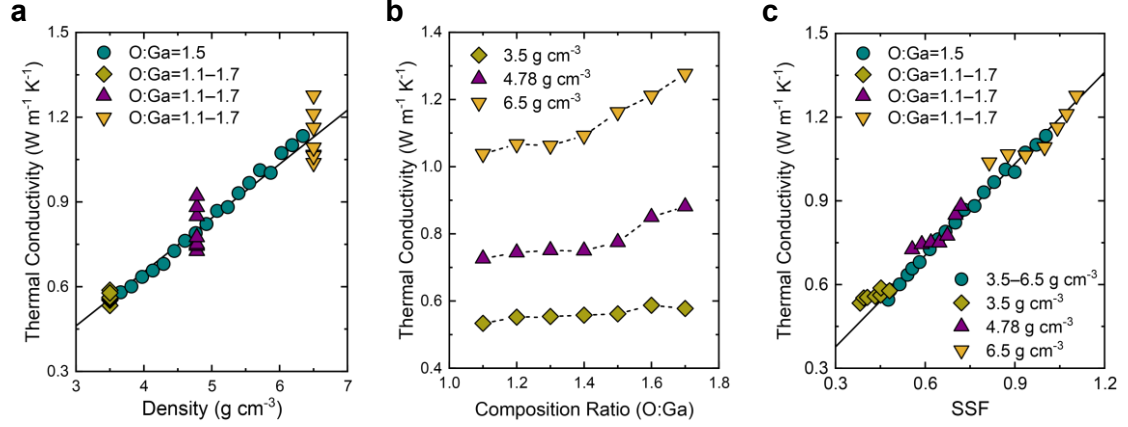 a
1.5
1.2
0.9
0.6
0.3
3
4
5
6
7
Thermal Conductivity (W m⁻¹ K⁻¹)
Density (g cm⁻³)
O:Ga=1.5
O:Ga=1.1–1.7
O:Ga=1.1–1.7
O:Ga=1.1–1.7
b
1.4
1.2
1.0
0.8
0.6
0.4
1.0
1.2
1.4
1.6
1.8
Thermal Conductivity (W m⁻¹ K⁻¹)
Composition Ratio (O:Ga)
3.5 g cm⁻³
4.78 g cm⁻³
6.5 g cm⁻³
c
1.5
1.2
0.9
0.6
0.3
0.3
0.6
0.9
1.2
Thermal Conductivity (W m⁻¹ K⁻¹)
SSF
O:Ga=1.5
O:Ga=1.1–1.7
O:Ga=1.1–1.7
O:Ga=1.1–1.7
3.5–6.5 g cm⁻³
3.5 g cm⁻³
4.78 g cm⁻³
6.5 g cm⁻³